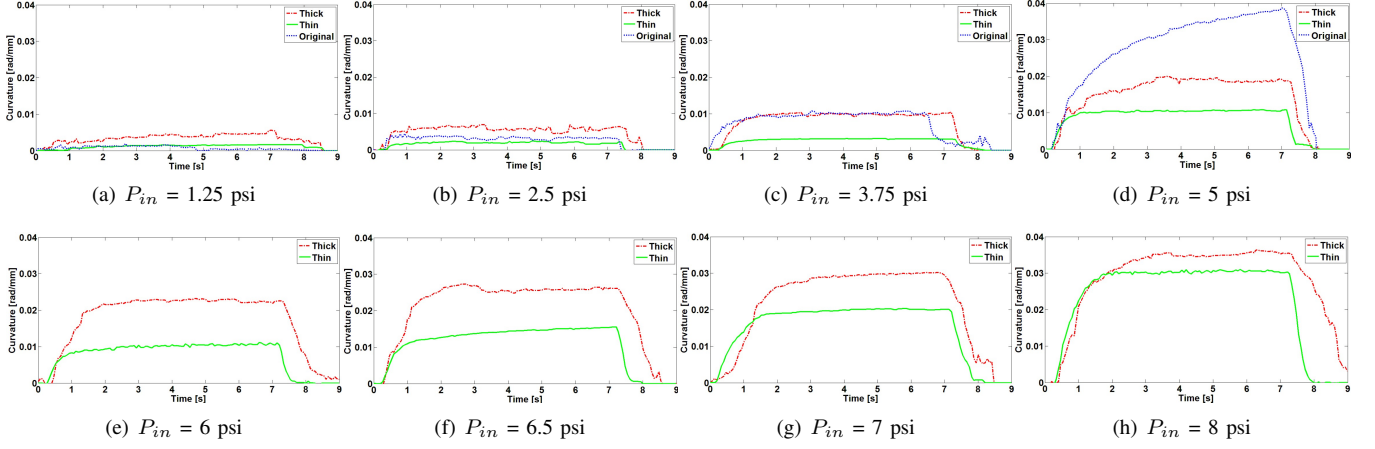 0.04
0.03
0.02
0.01
0
Curvature [rad/mm]
0 1 2 3 4 5 6 7 8 9
Time [s]
Thick
Thin
Original
(a) P_in = 1.25 psi
0.04
0.03
0.02
0.01
0
Curvature [rad/mm]
0 1 2 3 4 5 6 7 8 9
Time [s]
Thick
Thin
Original
(b) P_in = 2.5 psi
0.04
0.03
0.02
0.01
0
Curvature [rad/mm]
0 1 2 3 4 5 6 7 8 9
Time [s]
Thick
Thin
Original
(c) P_in = 3.75 psi
0.04
0.03
0.02
0.01
0
Curvature [rad/mm]
0 1 2 3 4 5 6 7 8 9
Time [s]
Thick
Thin
Original
(d) P_in = 5 psi
0.04
0.03
0.02
0.01
0
Curvature [rad/mm]
0 1 2 3 4 5 6 7 8 9
Time [s]
Thick
Thin
(e) P_in = 6 psi
0.04
0.03
0.02
0.01
0
Curvature [rad/mm]
0 1 2 3 4 5 6 7 8 9
Time [s]
Thick
Thin
(f) P_in = 6.5 psi
0.04
0.03
0.02
0.01
0
Curvature [rad/mm]
0 1 2 3 4 5 6 7 8 9
Time [s]
Thick
Thin
(g) P_in = 7 psi
0.04
0.03
0.02
0.01
0
Curvature [rad/mm]
0 1 2 3 4 5 6 7 8 9
Time [s]
Thick
Thin
(h) P_in = 8 psi